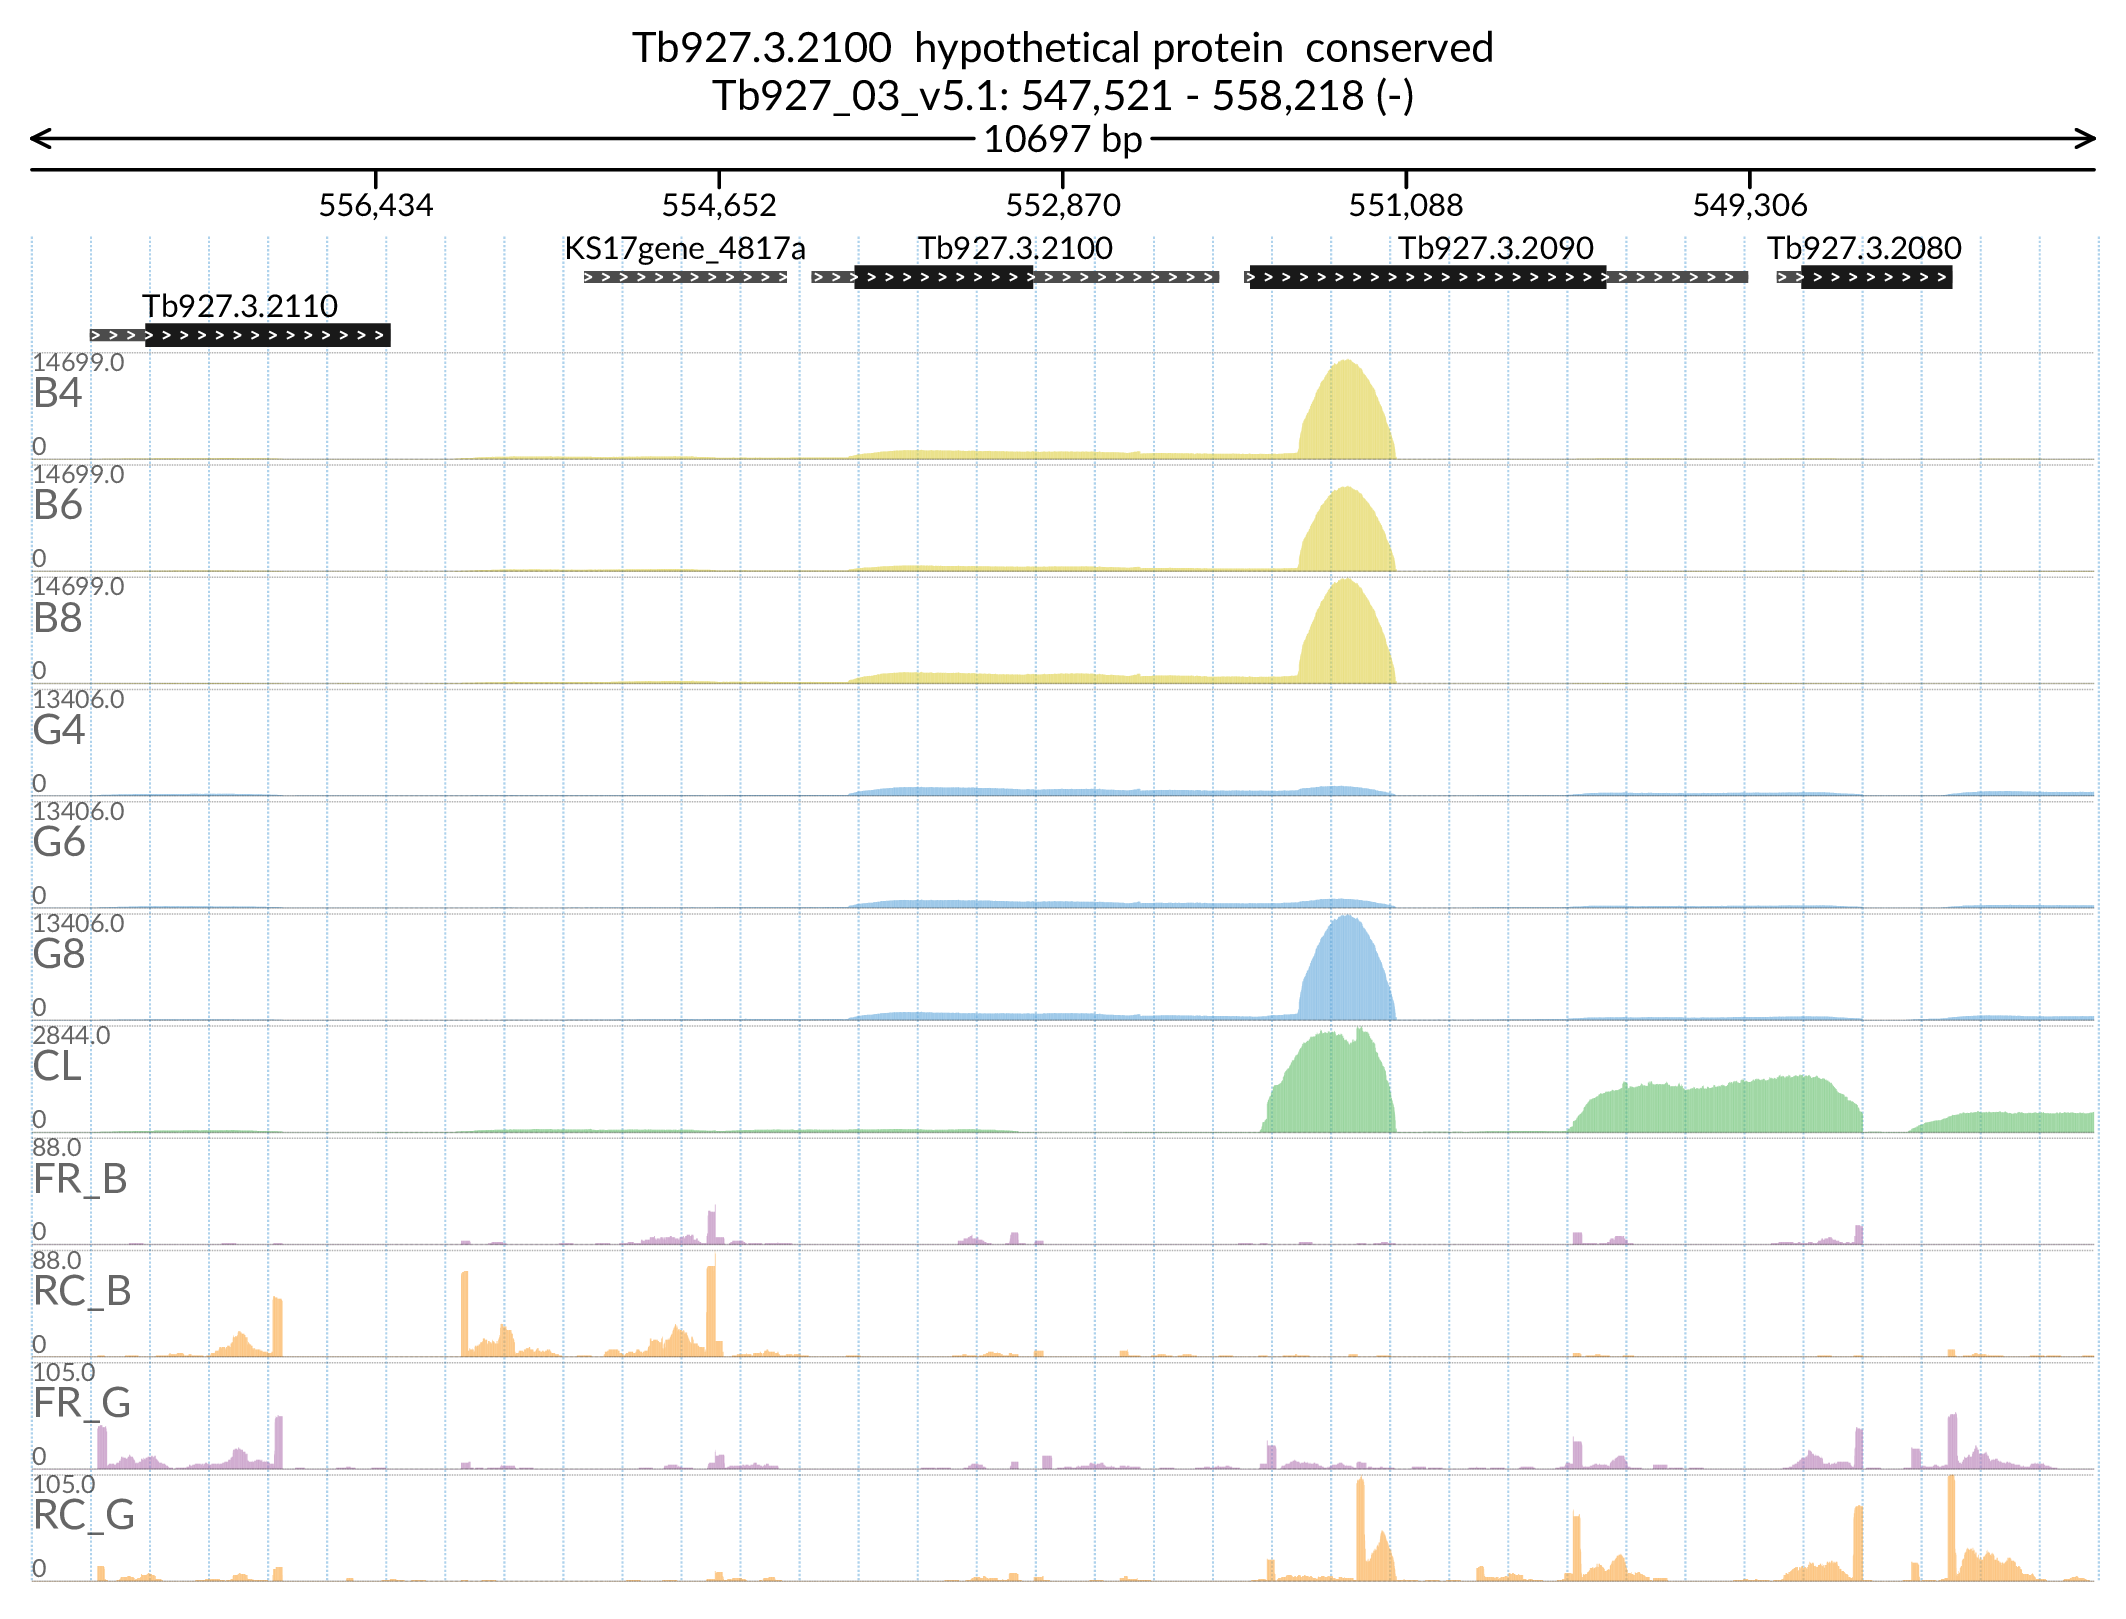 Tb927.3.2100  hypothetical protein  conserved
Tb927_03_v5.1: 547,521 - 558,218 (-)
10697 bp
556,434 554,652 552,870 551,088 549,306
KS17gene_4817a Tb927.3.2100 Tb927.3.2090 Tb927.3.2080
Tb927.3.2110
14699.0
B4
0
14699.0
B6
0
14699.0
B8
0
13406.0
G4
0
13406.0
G6
0
13406.0
G8
0
2844.0
CL
0
88.0
FR_B
0
88.0
RC_B
0
105.0
FR_G
0
105.0
RC_G
0